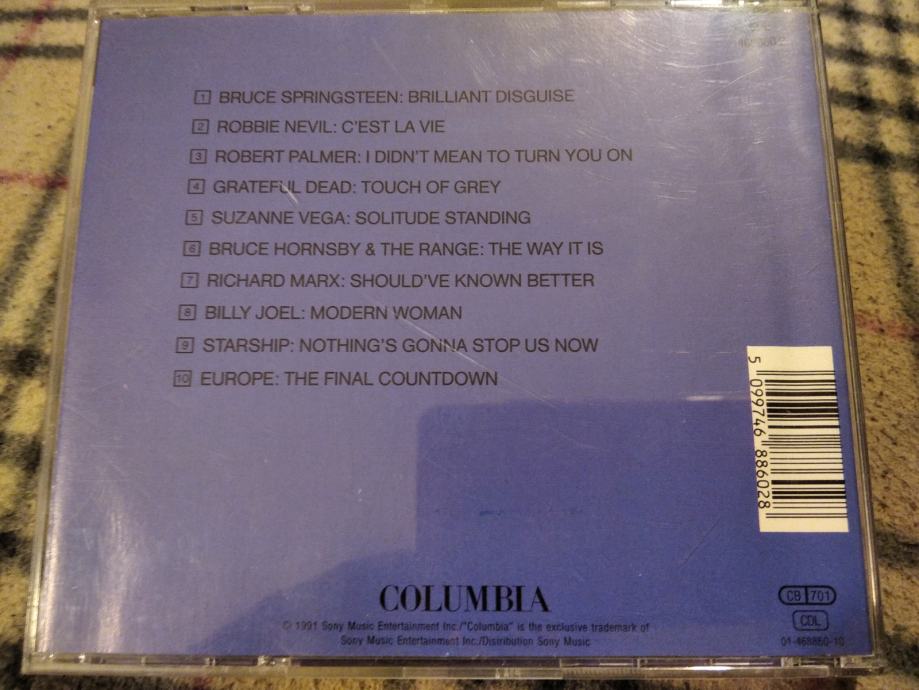 1 BRUCE SPRINGSTEEN: BRILLIANT DISGUISE
2 ROBBIE NEVIL: C'EST LA VIE
3 ROBERT PALMER: I DIDN'T MEAN TO TURN YOU ON
4 GRATEFUL DEAD: TOUCH OF GREY
5 SUZANNE VEGA: SOLITUDE STANDING
6 BRUCE HORNSBY & THE RANGE: THE WAY IT IS
7 RICHARD MARX: SHOULD'VE KNOWN BETTER
8 BILLY JOEL: MODERN WOMAN
9 STARSHIP: NOTHING'S GONNA STOP US NOW
10 EUROPE: THE FINAL COUNTDOWN
5 099746 886028
COLUMBIA
© 1991 Sony Music Entertainment Inc./"Columbia" is the exclusive trademark of
Sony Music Entertainment Inc./Distribution Sony Music
CB 701
CDL
01-468860-10